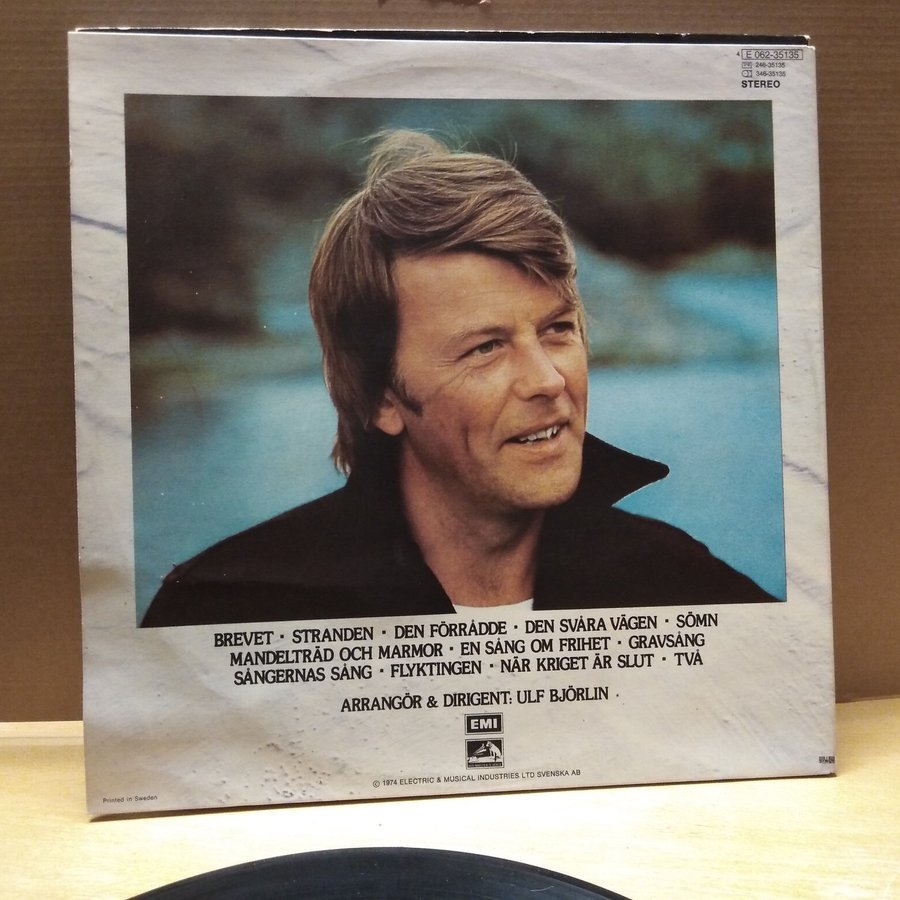 4 E 062-35135
246-35135
346-35135
STEREO
BREVET · STRANDEN · DEN FÖRRÅDDE · DEN SVÅRA VÄGEN · SÖMN
MANDELTRÄD OCH MARMOR · EN SÅNG OM FRIHET · GRAVSÅNG
SÅNGERNAS SÅNG · FLYKTINGEN · NÄR KRIGET ÄR SLUT · TVÅ
ARRANGÖR & DIRIGENT: ULF BJÖRLIN
EMI
© 1974 ELECTRIC & MUSICAL INDUSTRIES LTD SVENSKA AB
Printed in Sweden